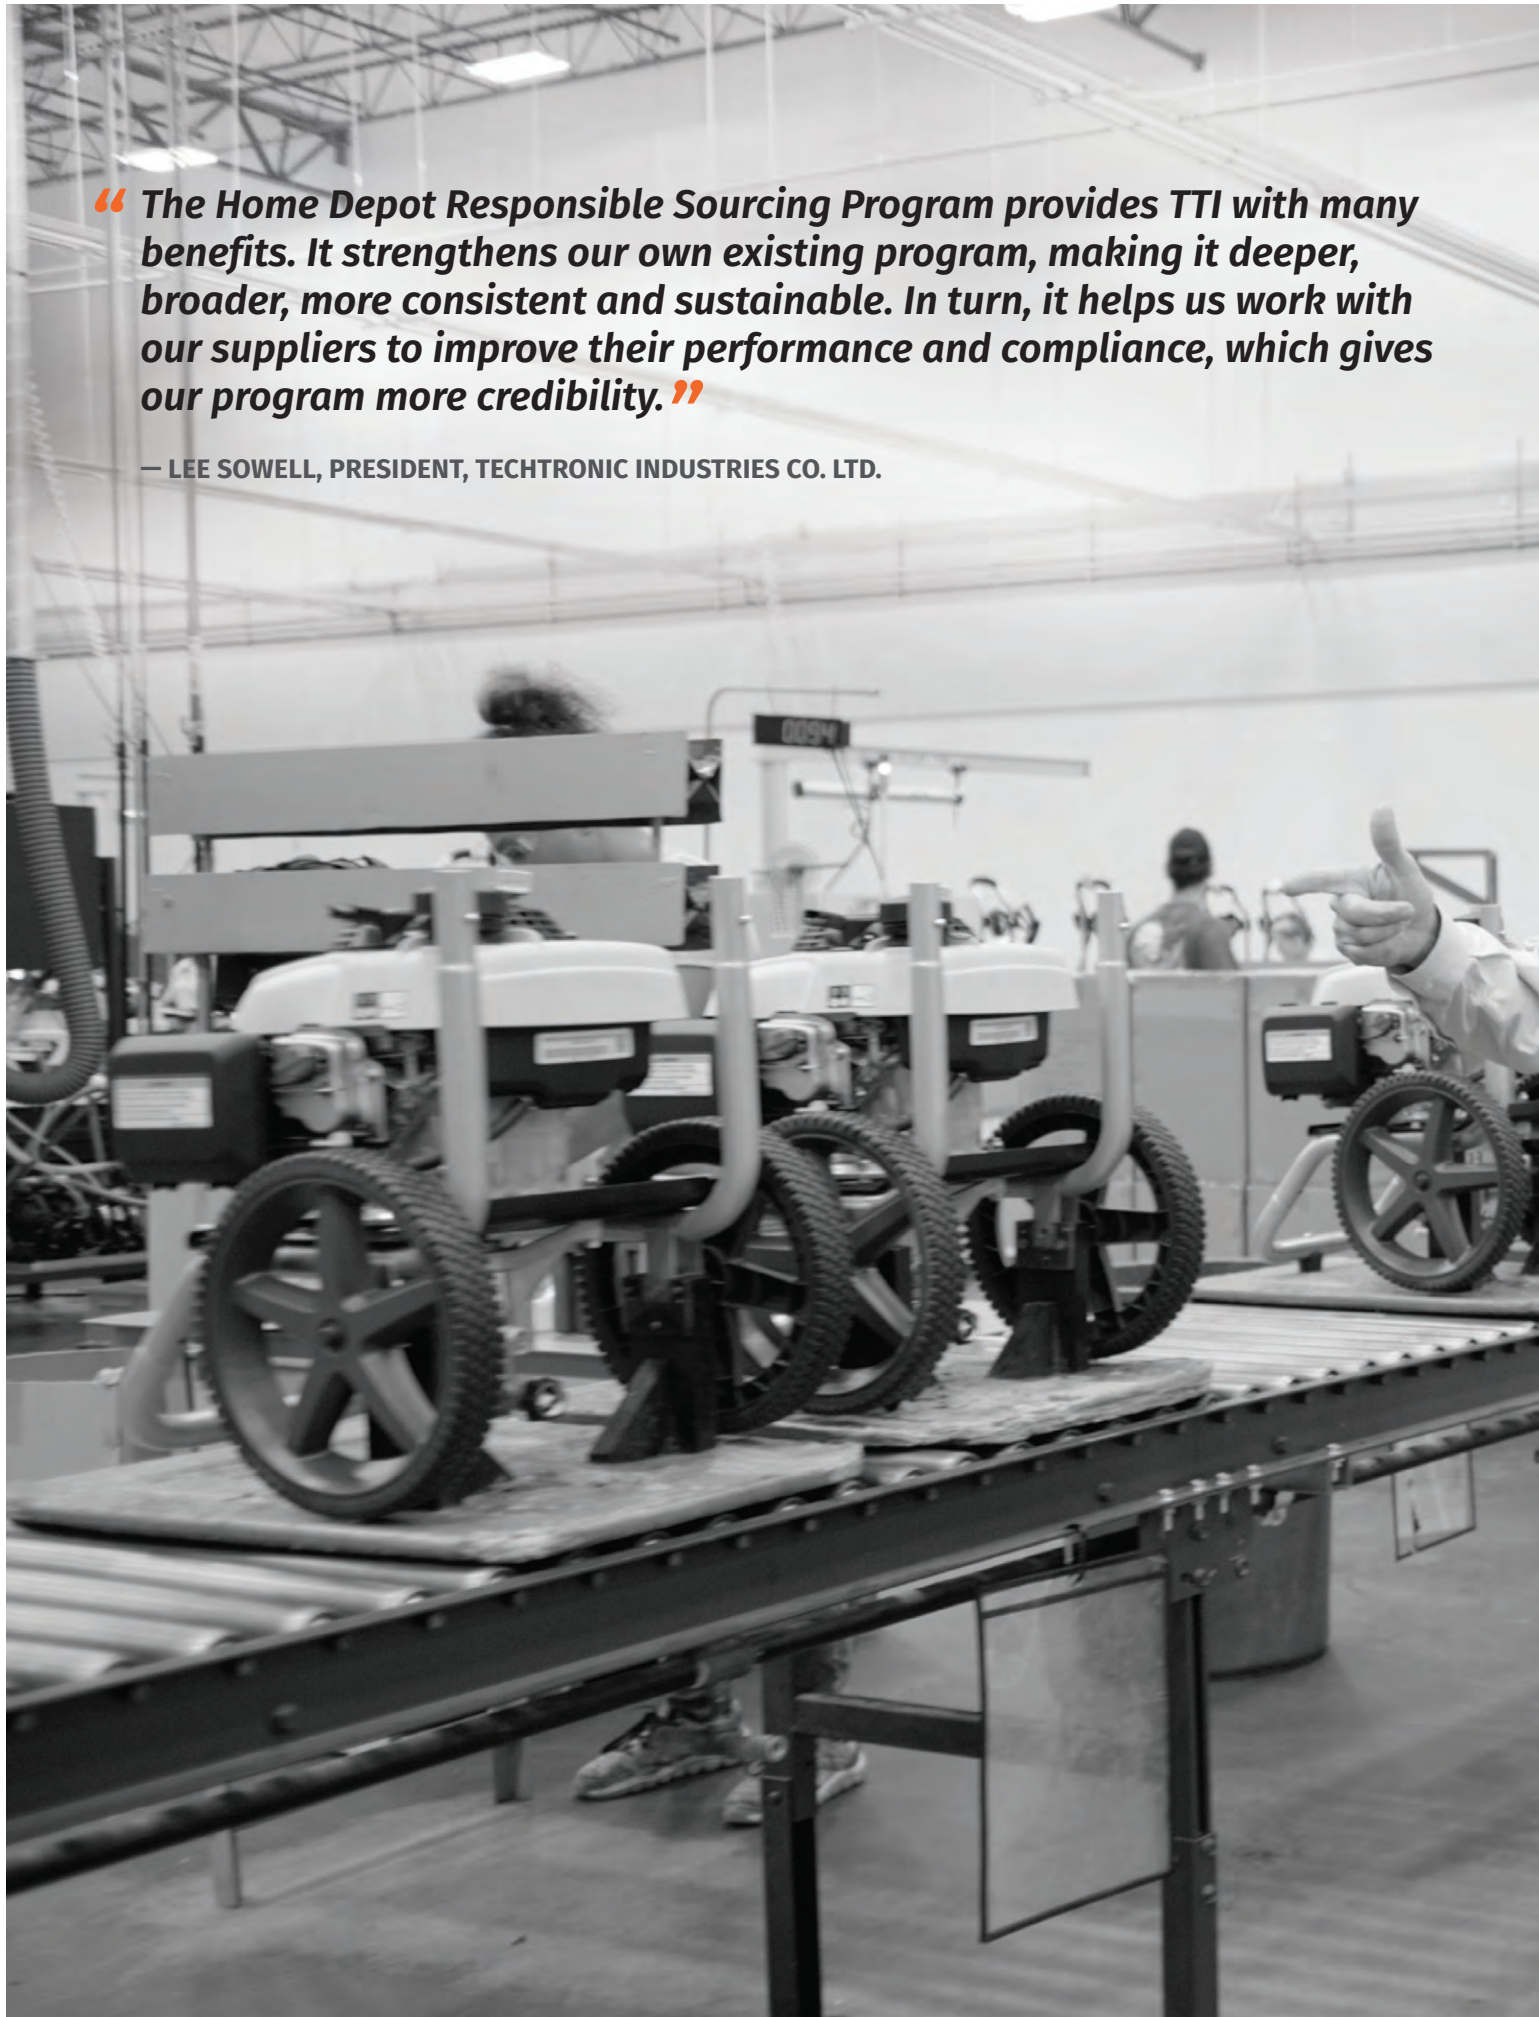 “ The Home Depot Responsible Sourcing Program provides TTI with many
benefits. It strengthens our own existing program, making it deeper,
broader, more consistent and sustainable. In turn, it helps us work with
our suppliers to improve their performance and compliance, which gives
our program more credibility. ”
— LEE SOWELL, PRESIDENT, TECHTRONIC INDUSTRIES CO. LTD.